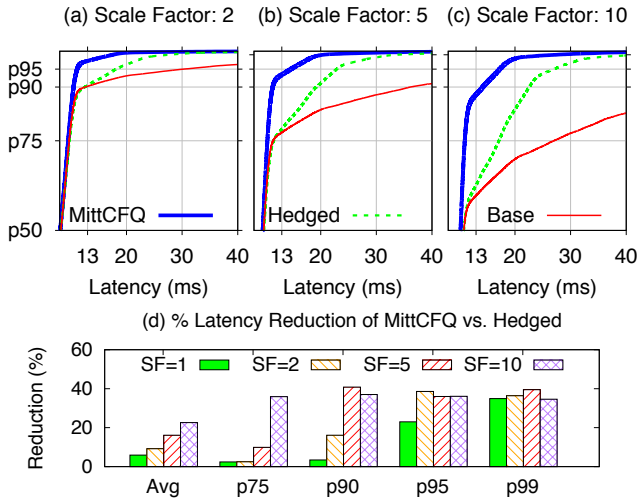 (a) Scale Factor: 2 (b) Scale Factor: 5 (c) Scale Factor: 10
p95
p90
p75
p50
MittCFQ Hedged Base
13 20 30 40 13 20 30 40 13 20 30 40
Latency (ms) Latency (ms) Latency (ms)
(d) % Latency Reduction of MittCFQ vs. Hedged
Reduction (%)
60
40
20
0
SF=1 SF=2 SF=5 SF=10
Avg p75 p90 p95 p99